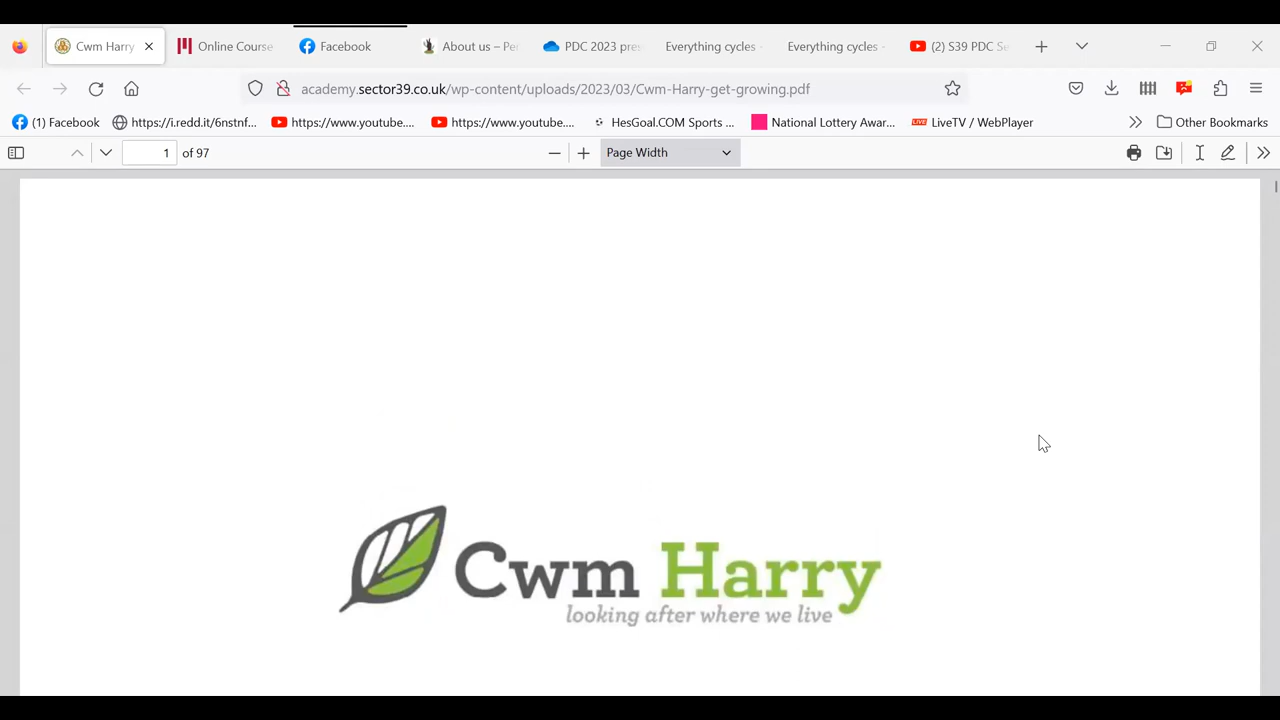 Cwm Harry
Online Course
Facebook
About us – Pe
PDC 2023 pres
Everything cycles -
Everything cycles -
(2) S39 PDC Se
academy.sector39.co.uk/wp-content/uploads/2023/03/Cwm-Harry-get-growing.pdf
(1) Facebook
https://i.redd.it/6nstnf...
https://www.youtube....
https://www.youtube....
HesGoal.COM Sports ...
National Lottery Awar...
LIVE LiveTV / WebPlayer
Other Bookmarks
1 of 97
Page Width
Cwm Harry
looking after where we live